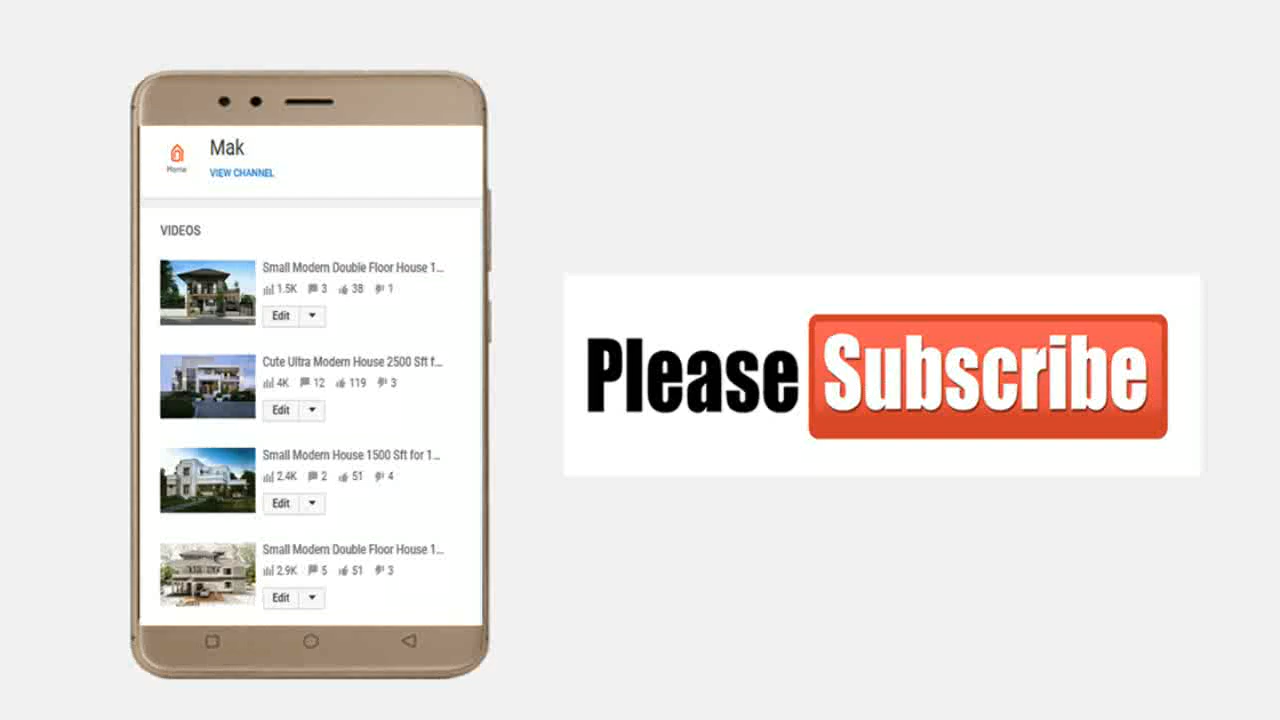 Mak
Home
VIEW CHANNEL
VIDEOS
Small Modern Double Floor House 1...
1.5K 3 38 1
Edit
Cute Ultra Modern House 2500 Sft f...
4K 12 119 3
Edit
Small Modern House 1500 Sft for 1...
2.4K 2 51 4
Edit
Small Modern Double Floor House 1...
2.9K 5 51 3
Edit
Please Subscribe